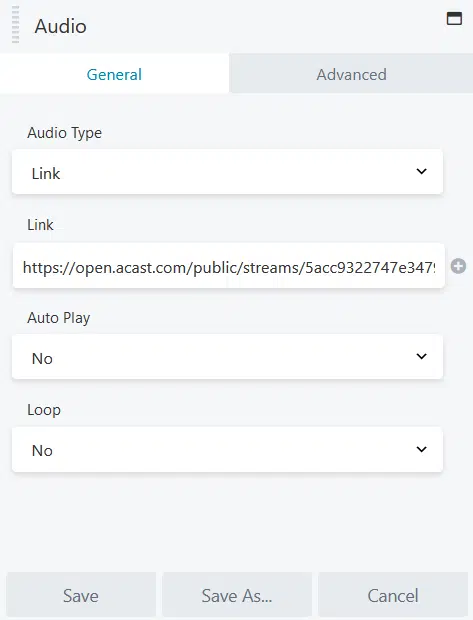 Audio
General Advanced
Audio Type
Link
Link
https://open.acast.com/public/streams/5acc9322747e347
Auto Play
No
Loop
No
Save Save As... Cancel